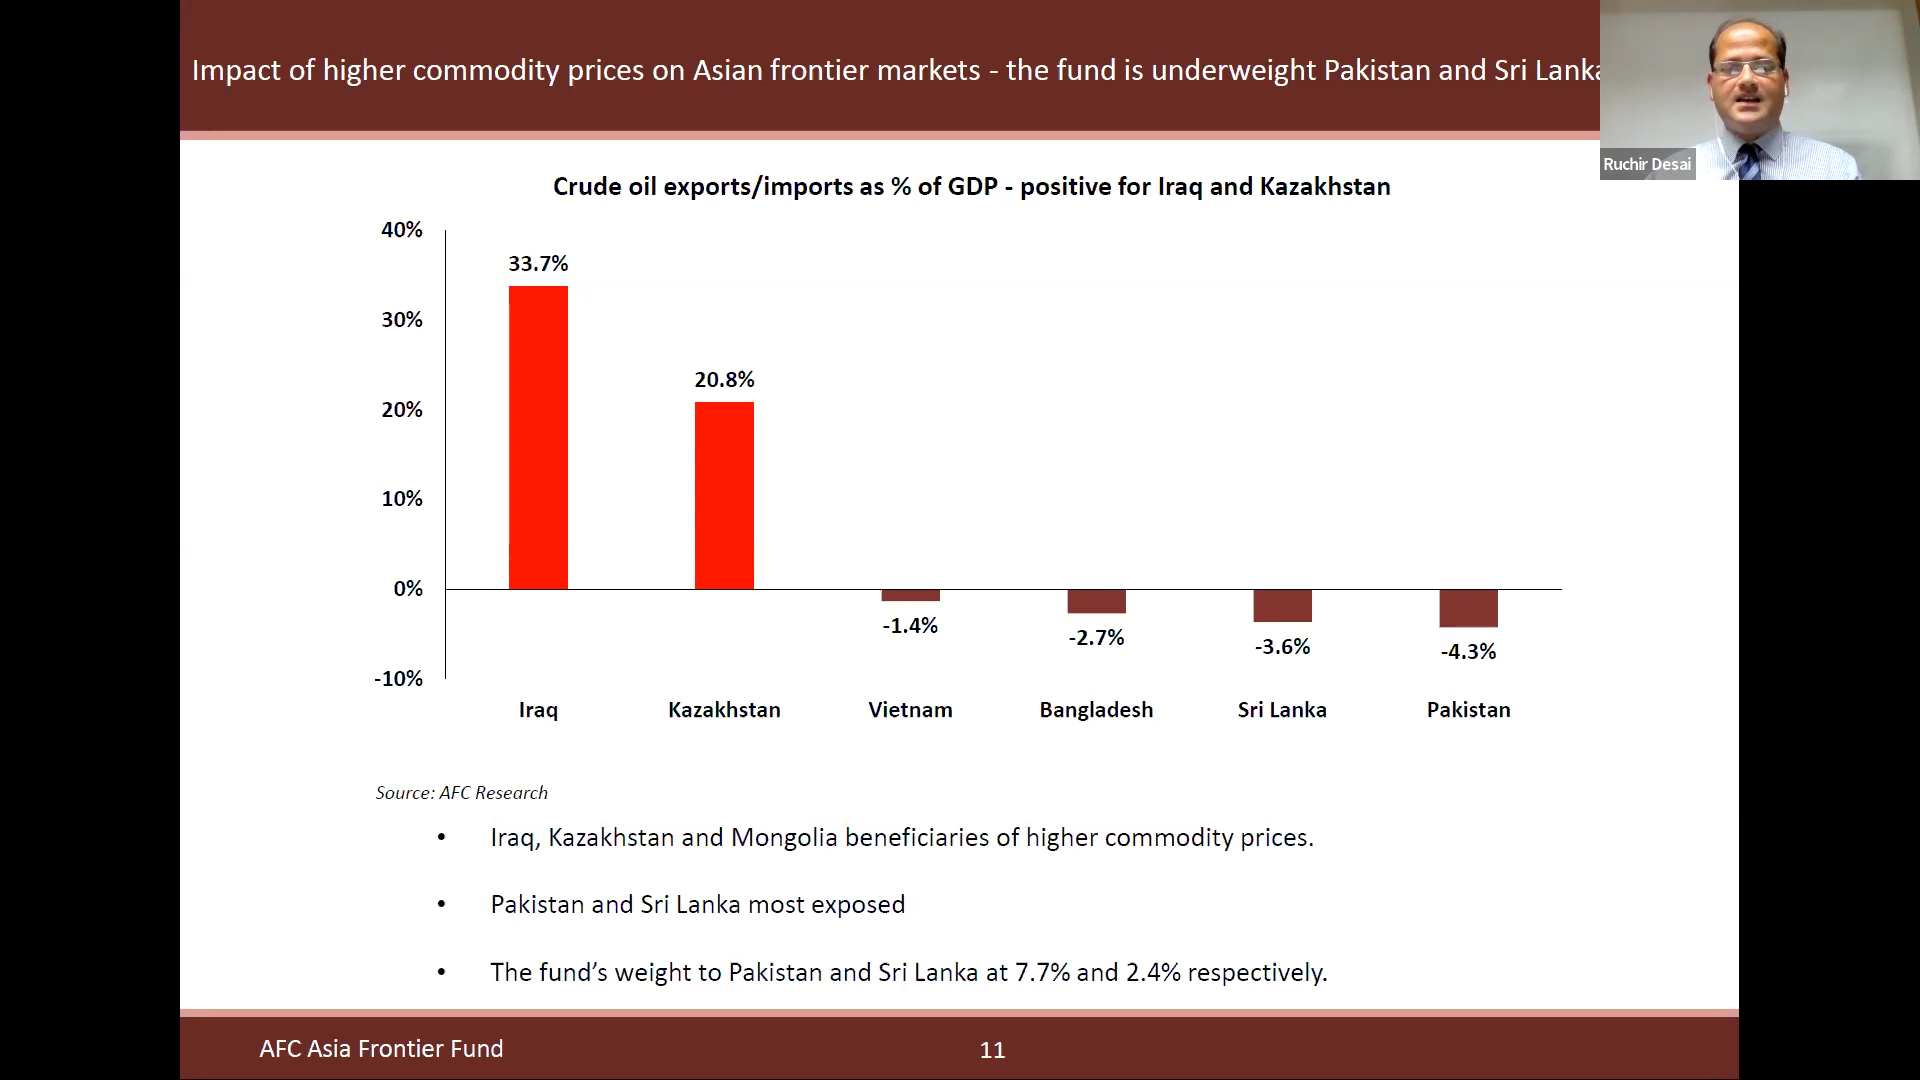 Impact of higher commodity prices on Asian frontier markets - the fund is underweight Pakistan and Sri Lanka
Ruchir Desai
Crude oil exports/imports as % of GDP - positive for Iraq and Kazakhstan
40%
30%
20%
10%
0%
-10%
33.7%
20.8%
-1.4%
-2.7%
-3.6%
-4.3%
Iraq Kazakhstan Vietnam Bangladesh Sri Lanka Pakistan
Source: AFC Research
• Iraq, Kazakhstan and Mongolia beneficiaries of higher commodity prices.
• Pakistan and Sri Lanka most exposed
• The fund’s weight to Pakistan and Sri Lanka at 7.7% and 2.4% respectively.
AFC Asia Frontier Fund
11